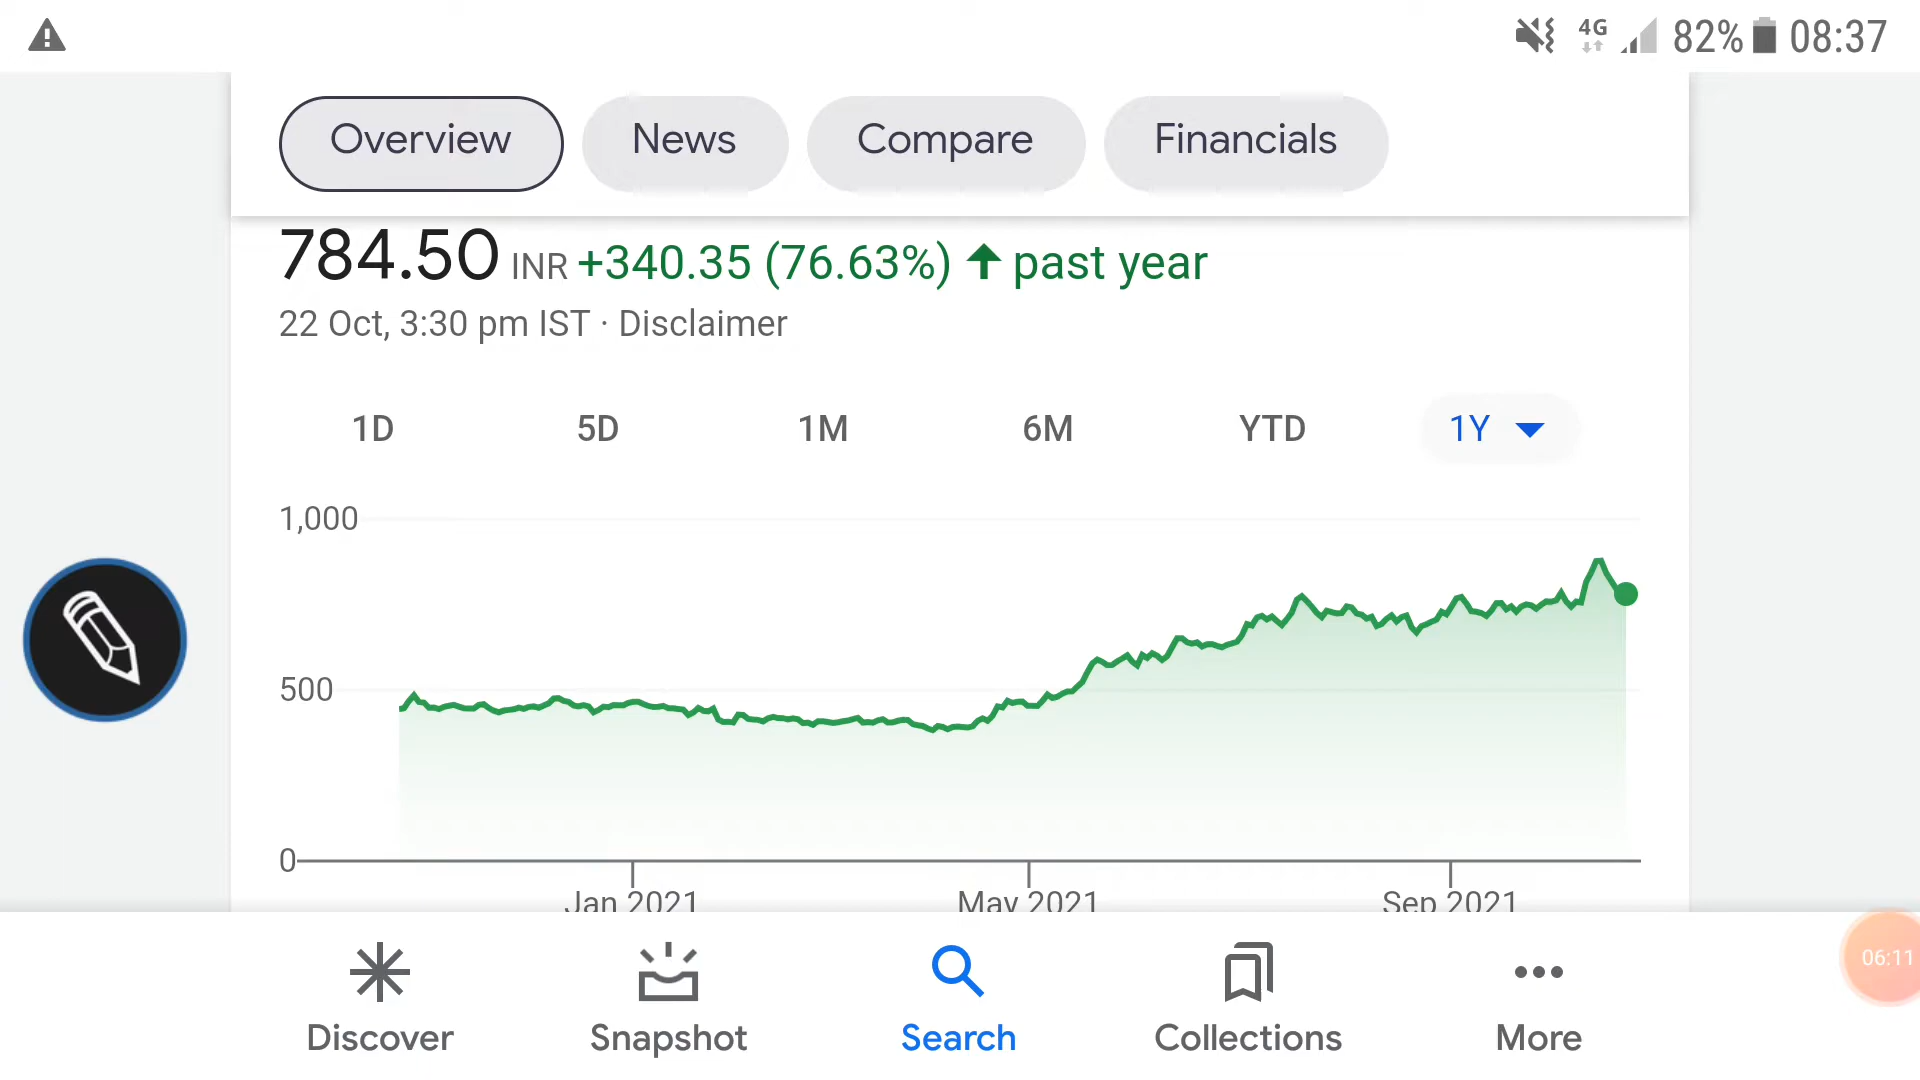 4G 82% 08:37
Overview News Compare Financials
784.50 INR +340.35 (76.63%) past year
22 Oct, 3:30 pm IST · Disclaimer
1D 5D 1M 6M YTD 1Y
1,000
500
0
Jan 2021 May 2021 Sep 2021
06:11
Discover Snapshot Search Collections More